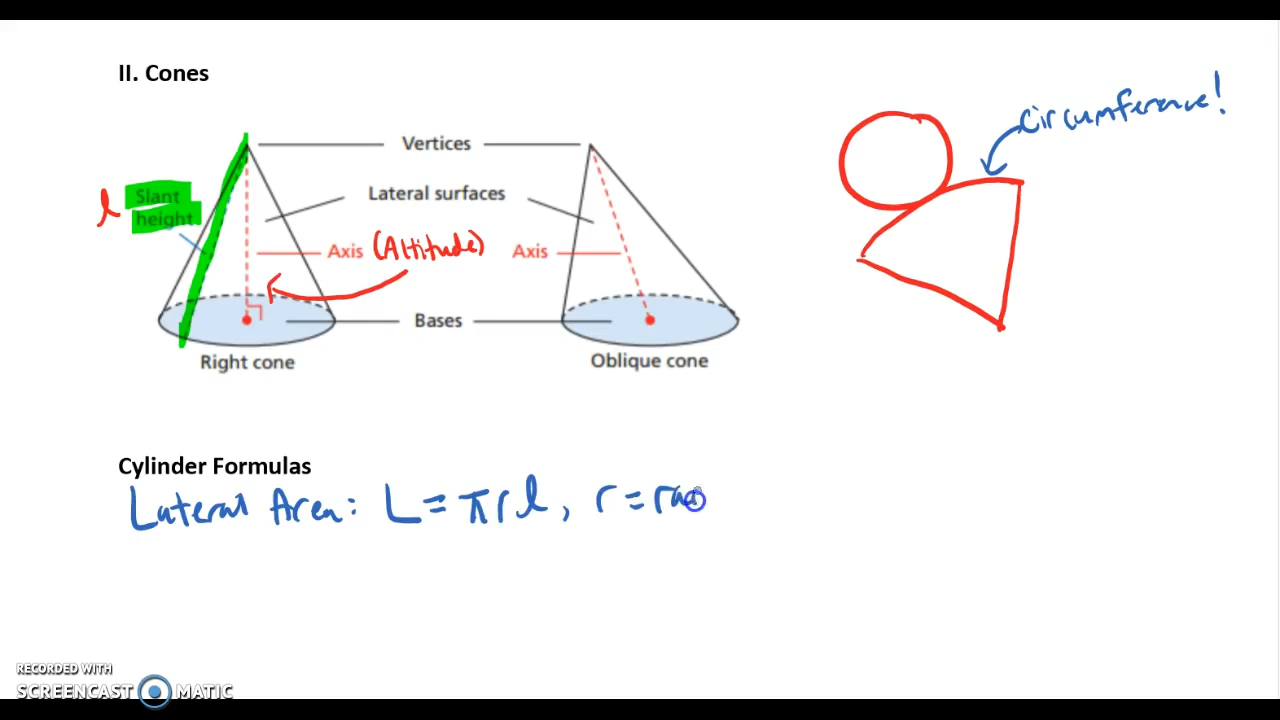 II. Cones
circumference!
Vertices
l Slant height
Lateral surfaces
Axis (Altitude) Axis
Bases
Right cone
Oblique cone
Cylinder Formulas
Lateral Area: L = πrl, r = ra
RECORDED WITH
SCREENCAST MATIC